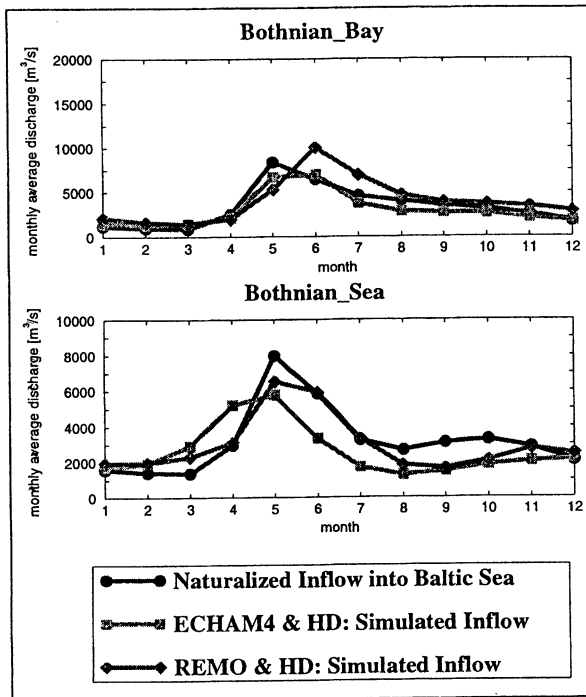 Bothnian_Bay
monthly average discharge [m³/s]
20000
15000
10000
5000
0
1 2 3 4 5 6 7 8 9 10 11 12
month
Bothnian_Sea
monthly average discharge [m³/s]
10000
8000
6000
4000
2000
0
1 2 3 4 5 6 7 8 9 10 11 12
month
Naturalized Inflow into Baltic Sea
ECHAM4 & HD: Simulated Inflow
REMO & HD: Simulated Inflow